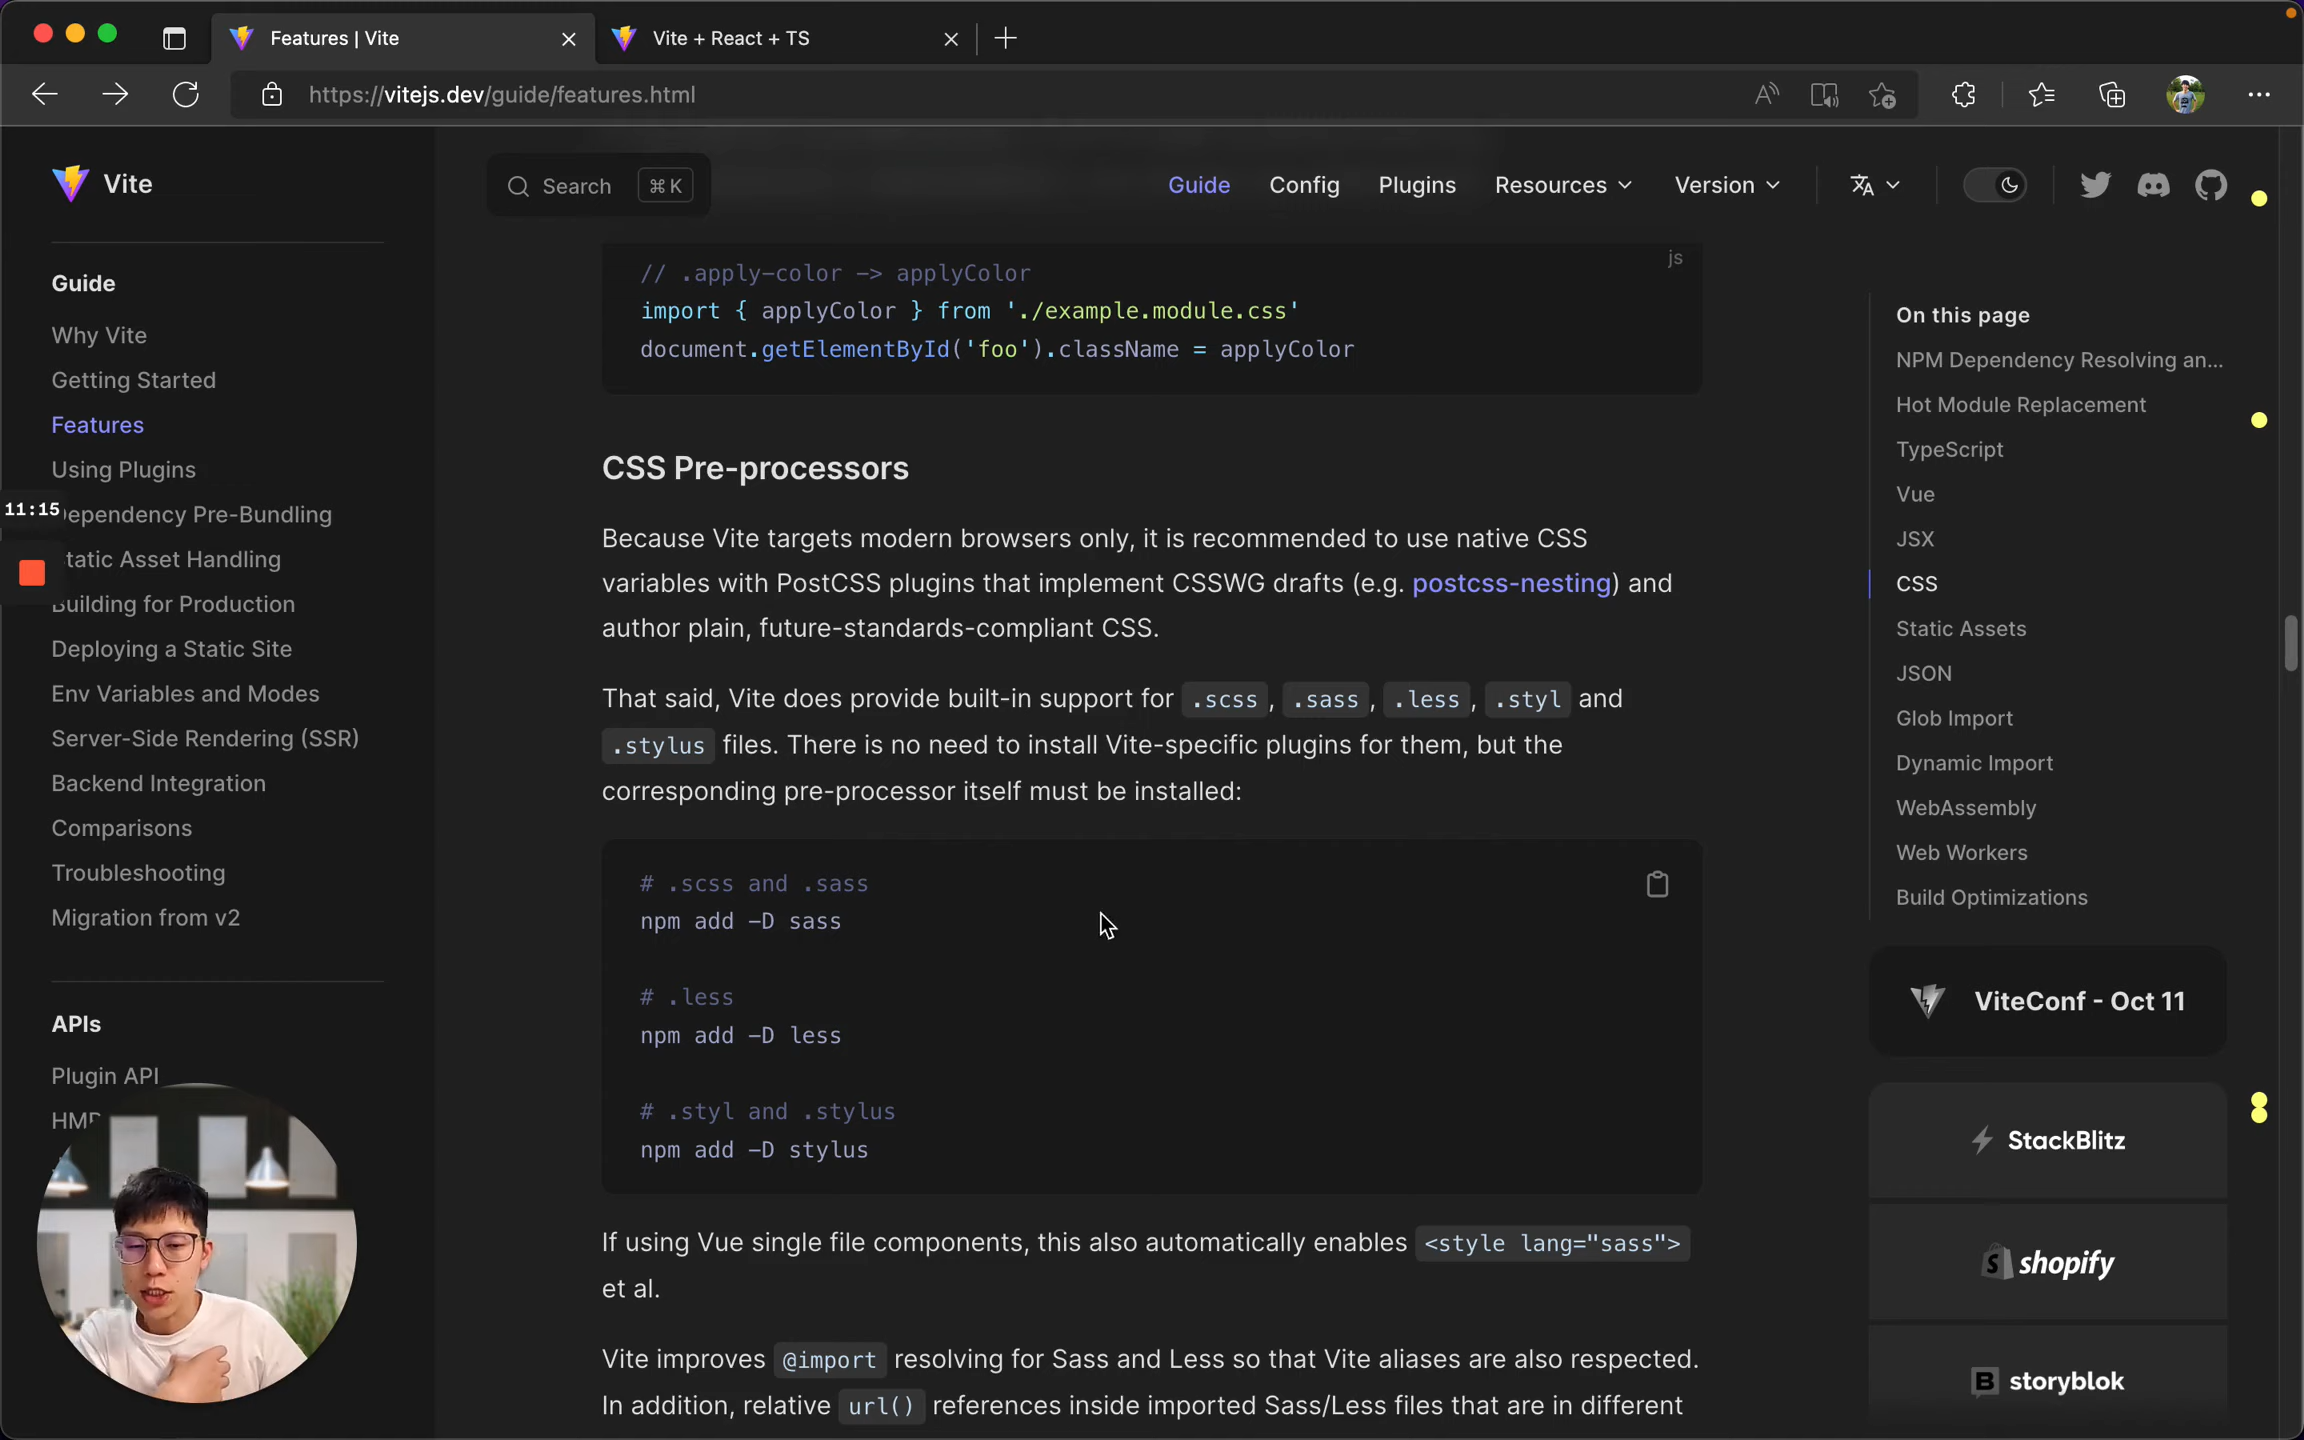 Features | Vite
Vite + React + TS
https://vitejs.dev/guide/features.html
Vite
Search ⌘ K
Guide
Config
Plugins
Resources
Version
Guide
Why Vite
Getting Started
Features
Using Plugins
11:15
ependency Pre-Bundling
tatic Asset Handling
Building for Production
Deploying a Static Site
Env Variables and Modes
Server-Side Rendering (SSR)
Backend Integration
Comparisons
Troubleshooting
Migration from v2
APIs
Plugin API
js
// .apply-color -> applyColor
import { applyColor } from './example.module.css'
document.getElementById('foo').className = applyColor
CSS Pre-processors
Because Vite targets modern browsers only, it is recommended to use native CSS
variables with PostCSS plugins that implement CSSWG drafts (e.g. postcss-nesting) and
author plain, future-standards-compliant CSS.
That said, Vite does provide built-in support for .scss, .sass, .less, .styl and
.stylus files. There is no need to install Vite-specific plugins for them, but the
corresponding pre-processor itself must be installed:
# .scss and .sass
npm add -D sass
# .less
npm add -D less
# .styl and .stylus
npm add -D stylus
If using Vue single file components, this also automatically enables <style lang="sass">
et al.
Vite improves @import resolving for Sass and Less so that Vite aliases are also respected.
In addition, relative url() references inside imported Sass/Less files that are in different
On this page
NPM Dependency Resolving an...
Hot Module Replacement
TypeScript
Vue
JSX
CSS
Static Assets
JSON
Glob Import
Dynamic Import
WebAssembly
Web Workers
Build Optimizations
ViteConf - Oct 11
StackBlitz
shopify
storyblok